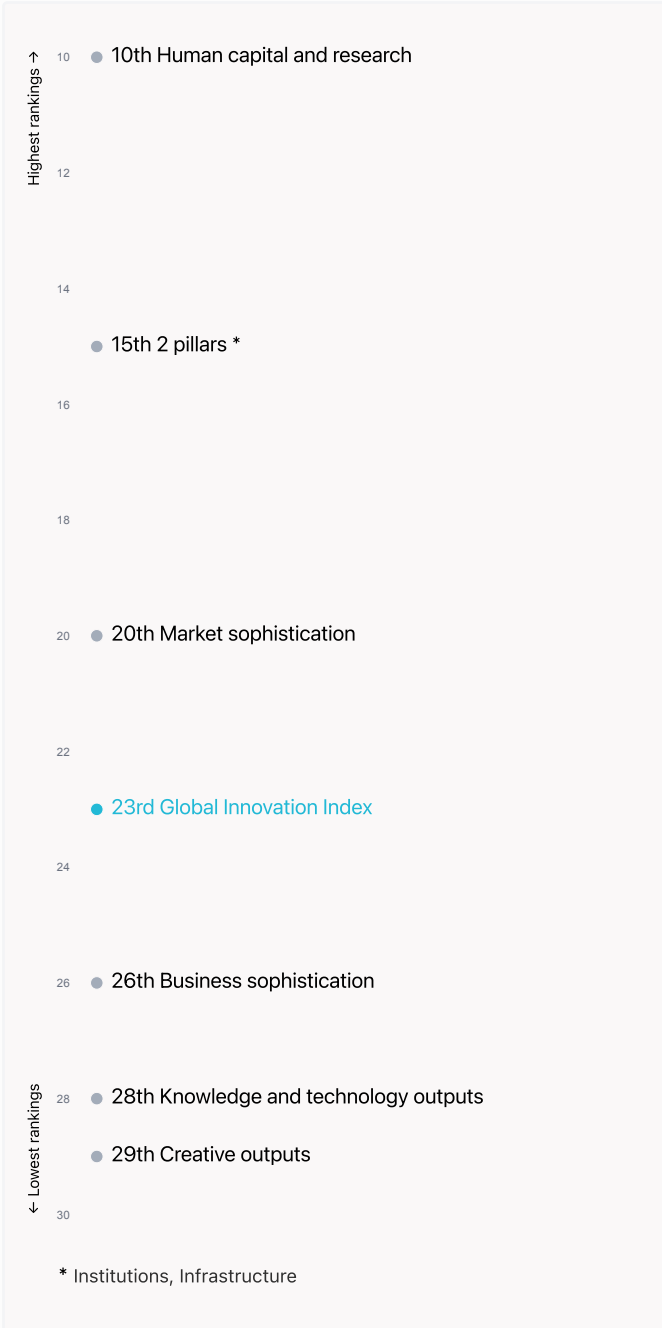 Highest rankings →
10
10th Human capital and research
12
14
15th 2 pillars *
16
18
20
20th Market sophistication
22
23rd Global Innovation Index
24
26
26th Business sophistication
← Lowest rankings
28
28th Knowledge and technology outputs
29th Creative outputs
30
* Institutions, Infrastructure